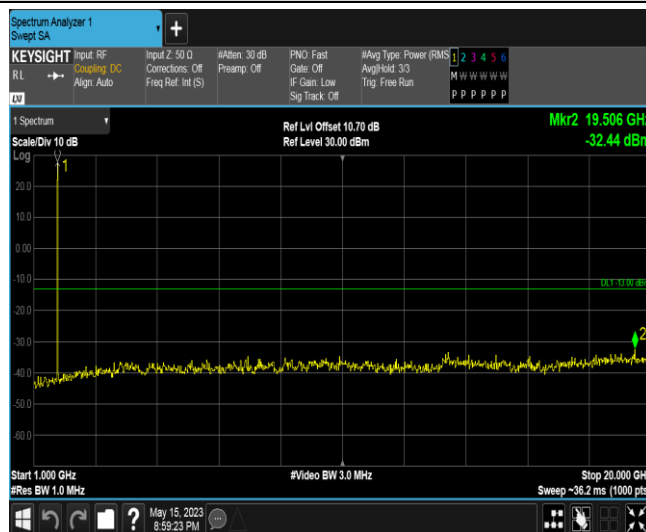 Spectrum Analyzer 1
Swept SA
KEYSIGHT
RL
LXI
Input: RF
Coupling: DC
Align: Auto
Input Z: 50 Ω
Corrections: Off
Freq Ref: Int (S)
#Atten: 30 dB
Preamp: Off
PNO: Fast
Gate: Off
IF Gain: Low
Sig Track: Off
#Avg Type: Power (RMS
Avg|Hold: 3/3
Trig: Free Run
1 2 3 4 5 6
M W W W W W
P P P P P P
1 Spectrum
Scale/Div 10 dB
Log
Ref Lvl Offset 10.70 dB
Ref Level 30.00 dBm
Mkr2 19.506 GHz
-32.44 dBm
1
20.0
10.0
0.00
-10.0
DL1 -13.00 dBm
-20.0
-30.0
2
-40.0
-50.0
-60.0
Start 1.000 GHz
#Res BW 1.0 MHz
#Video BW 3.0 MHz
Stop 20.000 GHz
Sweep ~36.2 ms (1000 pts)
?
May 15, 2023
8:59:23 PM